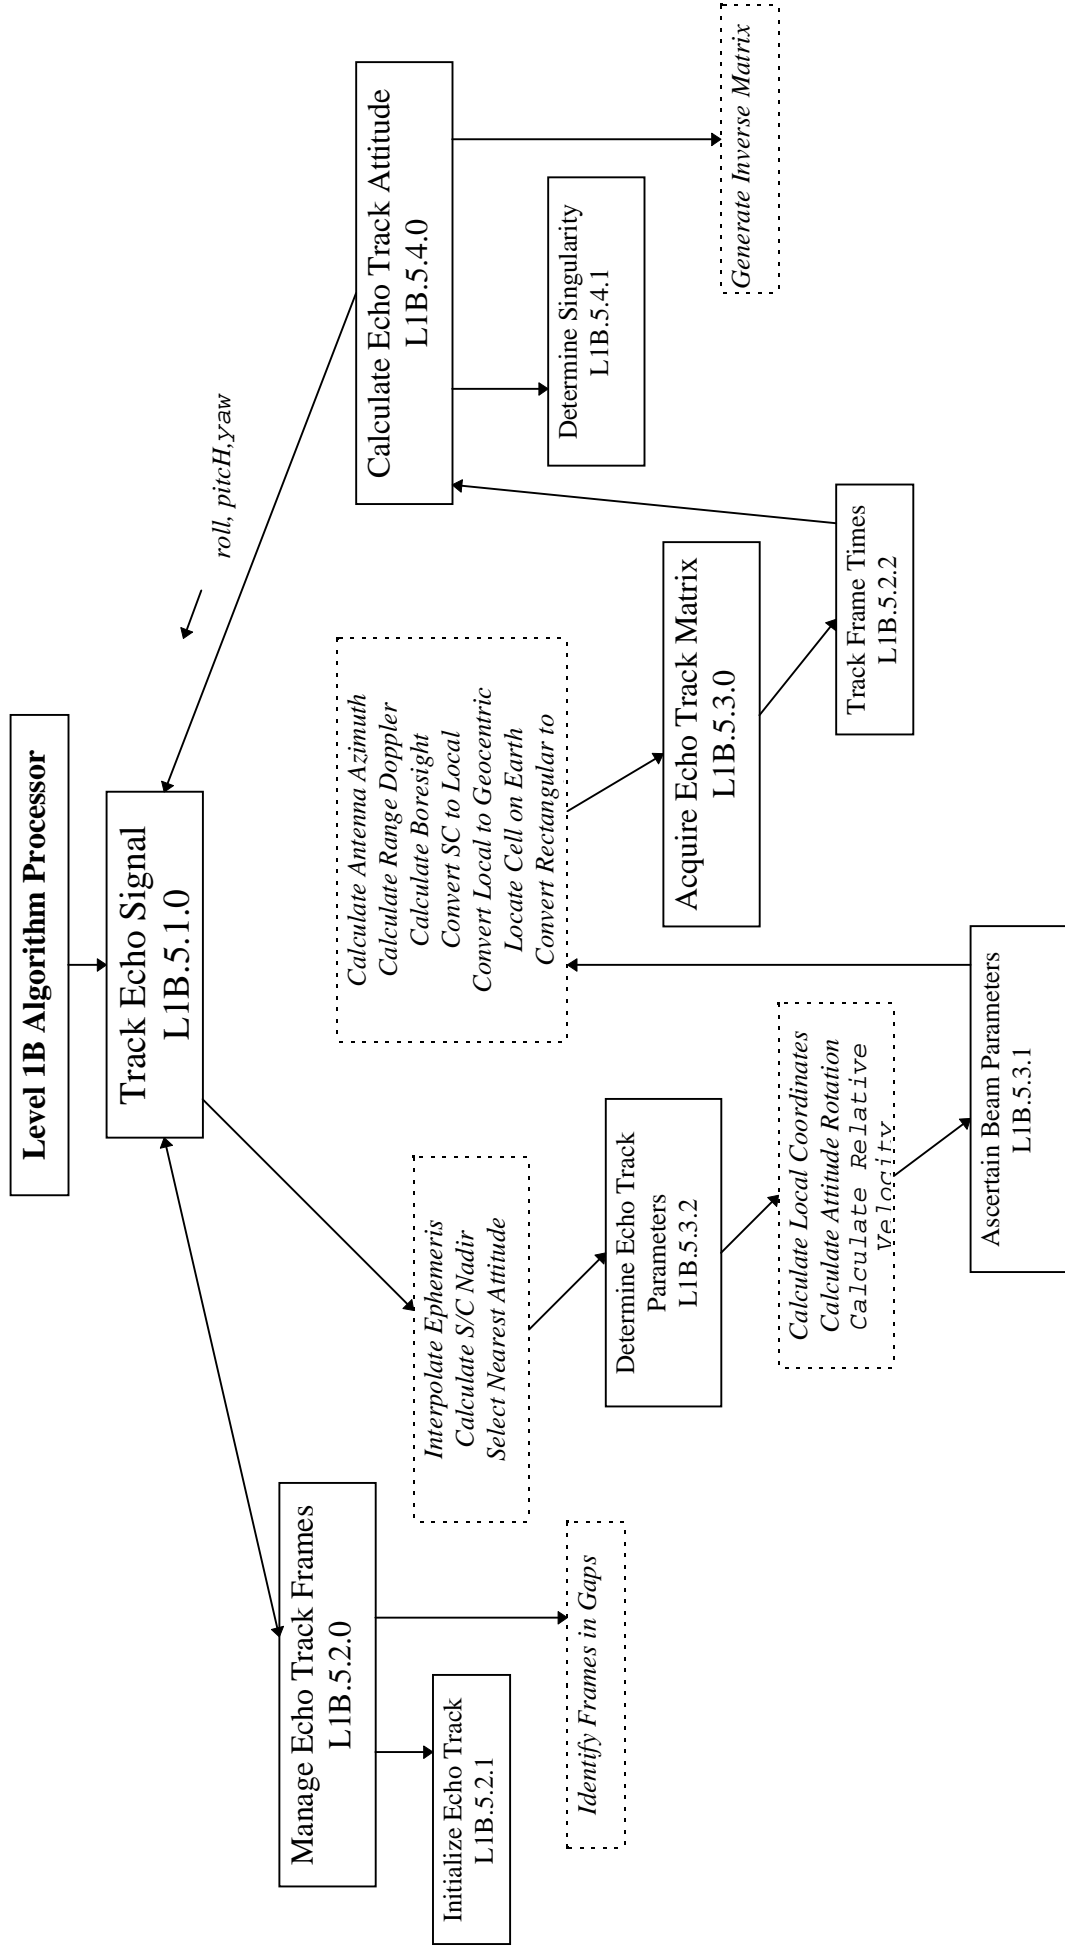 Level 1B Algorithm Processor
Track Echo Signal
L1B.5.1.0
roll, pitcH,yaw
Manage Echo Track Frames
L1B.5.2.0
Initialize Echo Track
L1B.5.2.1
Identify Frames in Gaps
Interpolate Ephemeris
Calculate S/C Nadir
Select Nearest Attitude
Determine Echo Track
Parameters
L1B.5.3.2
Calculate Local Coordinates
Calculate Attitude Rotation
Calculate Relative
Velocity
Ascertain Beam Parameters
L1B.5.3.1
Calculate Antenna Azimuth
Calculate Range Doppler
Calculate Boresight
Convert SC to Local
Convert Local to Geocentric
Locate Cell on Earth
Convert Rectangular to
Acquire Echo Track Matrix
L1B.5.3.0
Track Frame Times
L1B.5.2.2
Calculate Echo Track Attitude
L1B.5.4.0
Determine Singularity
L1B.5.4.1
Generate Inverse Matrix